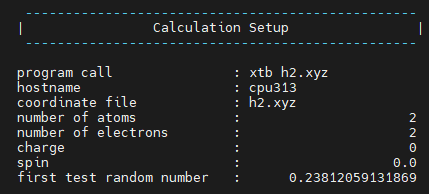 -------------------------------------------------
|                Calculation Setup                |
-------------------------------------------------
program call               : xtb h2.xyz
hostname                   : cpu313
coordinate file            : h2.xyz
number of atoms            :                     2
number of electrons        :                     2
charge                     :                     0
spin                       :                   0.0
first test random number   :      0.23812059131869